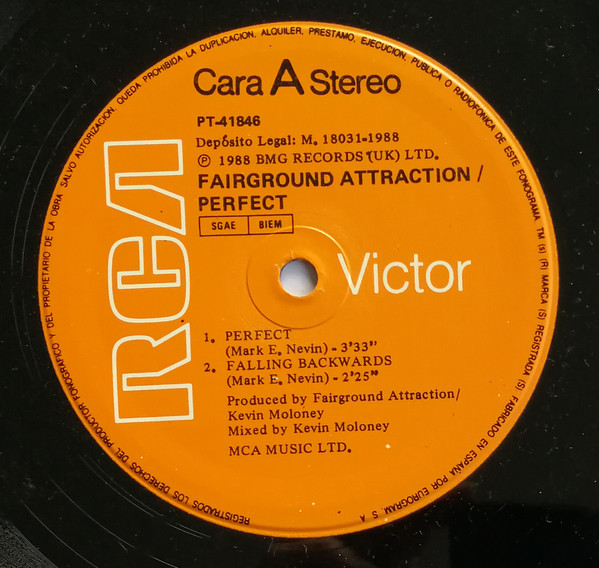 REGISTRADOS LOS DERECHOS DEL PRODUCTOR FONOGRAFICO Y DEL PROPIETARIO DE LA OBRA SALVO AUTORIZACION. QUEDA PROHIBIDA LA DUPLICACION, ALQUILER, PRESTAMO, EJECUCION PUBLICA O RADIOFONICA DE ESTE FONOGRAMA TM (s) (R) MARCA (S) REGISTRADA (S) FABRICADO EN ESPAÑA POR EUROGRAM, S A
Cara A Stereo
PT-41846
Depósito Legal: M. 18031-1988
Ⓟ 1988 BMG RECORDS (UK) LTD.
FAIRGROUND ATTRACTION /
PERFECT
SGAE BIEM
RCA
Victor
1. PERFECT
(Mark E. Nevin) - 3'33"
2. FALLING BACKWARDS
(Mark E. Nevin) - 2'25"
Produced by Fairground Attraction/
Kevin Moloney
Mixed by Kevin Moloney
MCA MUSIC LTD.